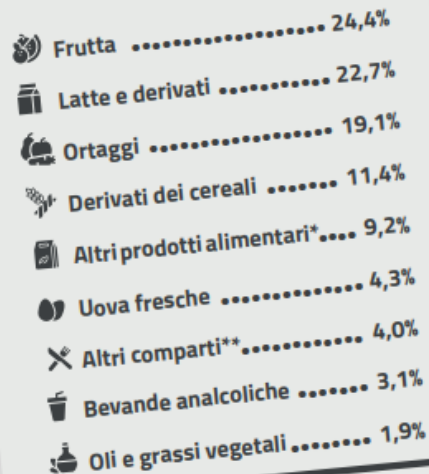 Frutta .................. 24,4%
Latte e derivati ........... 22,7%
Ortaggi .................. 19,1%
Derivati dei cereali ....... 11,4%
Altri prodotti alimentari*.... 9,2%
Uova fresche .............. 4,3%
Altri comparti**............ 4,0%
Bevande analcoliche ....... 3,1%
Oli e grassi vegetali ........ 1,9%